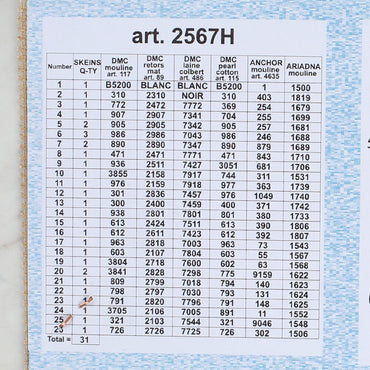 art. 2567H
Number SKEINS Q-TY DMC mouline art. 117 DMC retors mat art. 89 DMC laine colbert art. 486 DMC pearl cotton art. 115 ANCHOR mouline art. 4635 ARIADNA mouline
1 1 B5200 BLANC BLANC B5200 1 1500
2 1 310 2310 NOIR 310 403 1819
3 1 772 2472 7772 369 254 1679
4 1 907 2907 7341 704 255 1699
5 2 905 2905 7342 905 257 1681
6 3 986 2986 7043 986 246 1688
7 2 890 2890 7347 890 879 1689
8 1 471 2471 7771 471 843 1710
9 1 936 2511 7427 3051 681 1706
10 1 3855 2158 7917 744 311 1531
11 1 976 2159 7918 977 363 1739
12 1 301 2836 7457 976 1049 1740
13 1 300 2400 7459 400 371 1742
14 1 938 2801 7801 801 380 1733
15 1 613 2424 7511 613 390 1806
16 1 612 2611 7423 612 392 1807
17 1 963 2818 7003 963 73 1543
18 1 603 2107 7804 603 55 1567
19 1 3804 2718 7600 602 63 1568
20 2 3841 2828 7298 775 9159 1622
21 1 809 2799 7018 794 140 1623
22 1 798 2797 7030 793 131 1624
23 791 2820 7796 791 148 1625
24 1 3705 2106 7005 891 11 1552
25 1 321 2103 7544 321 9046 1548
1 726 2726 7725 726 302 1506
Total = 31